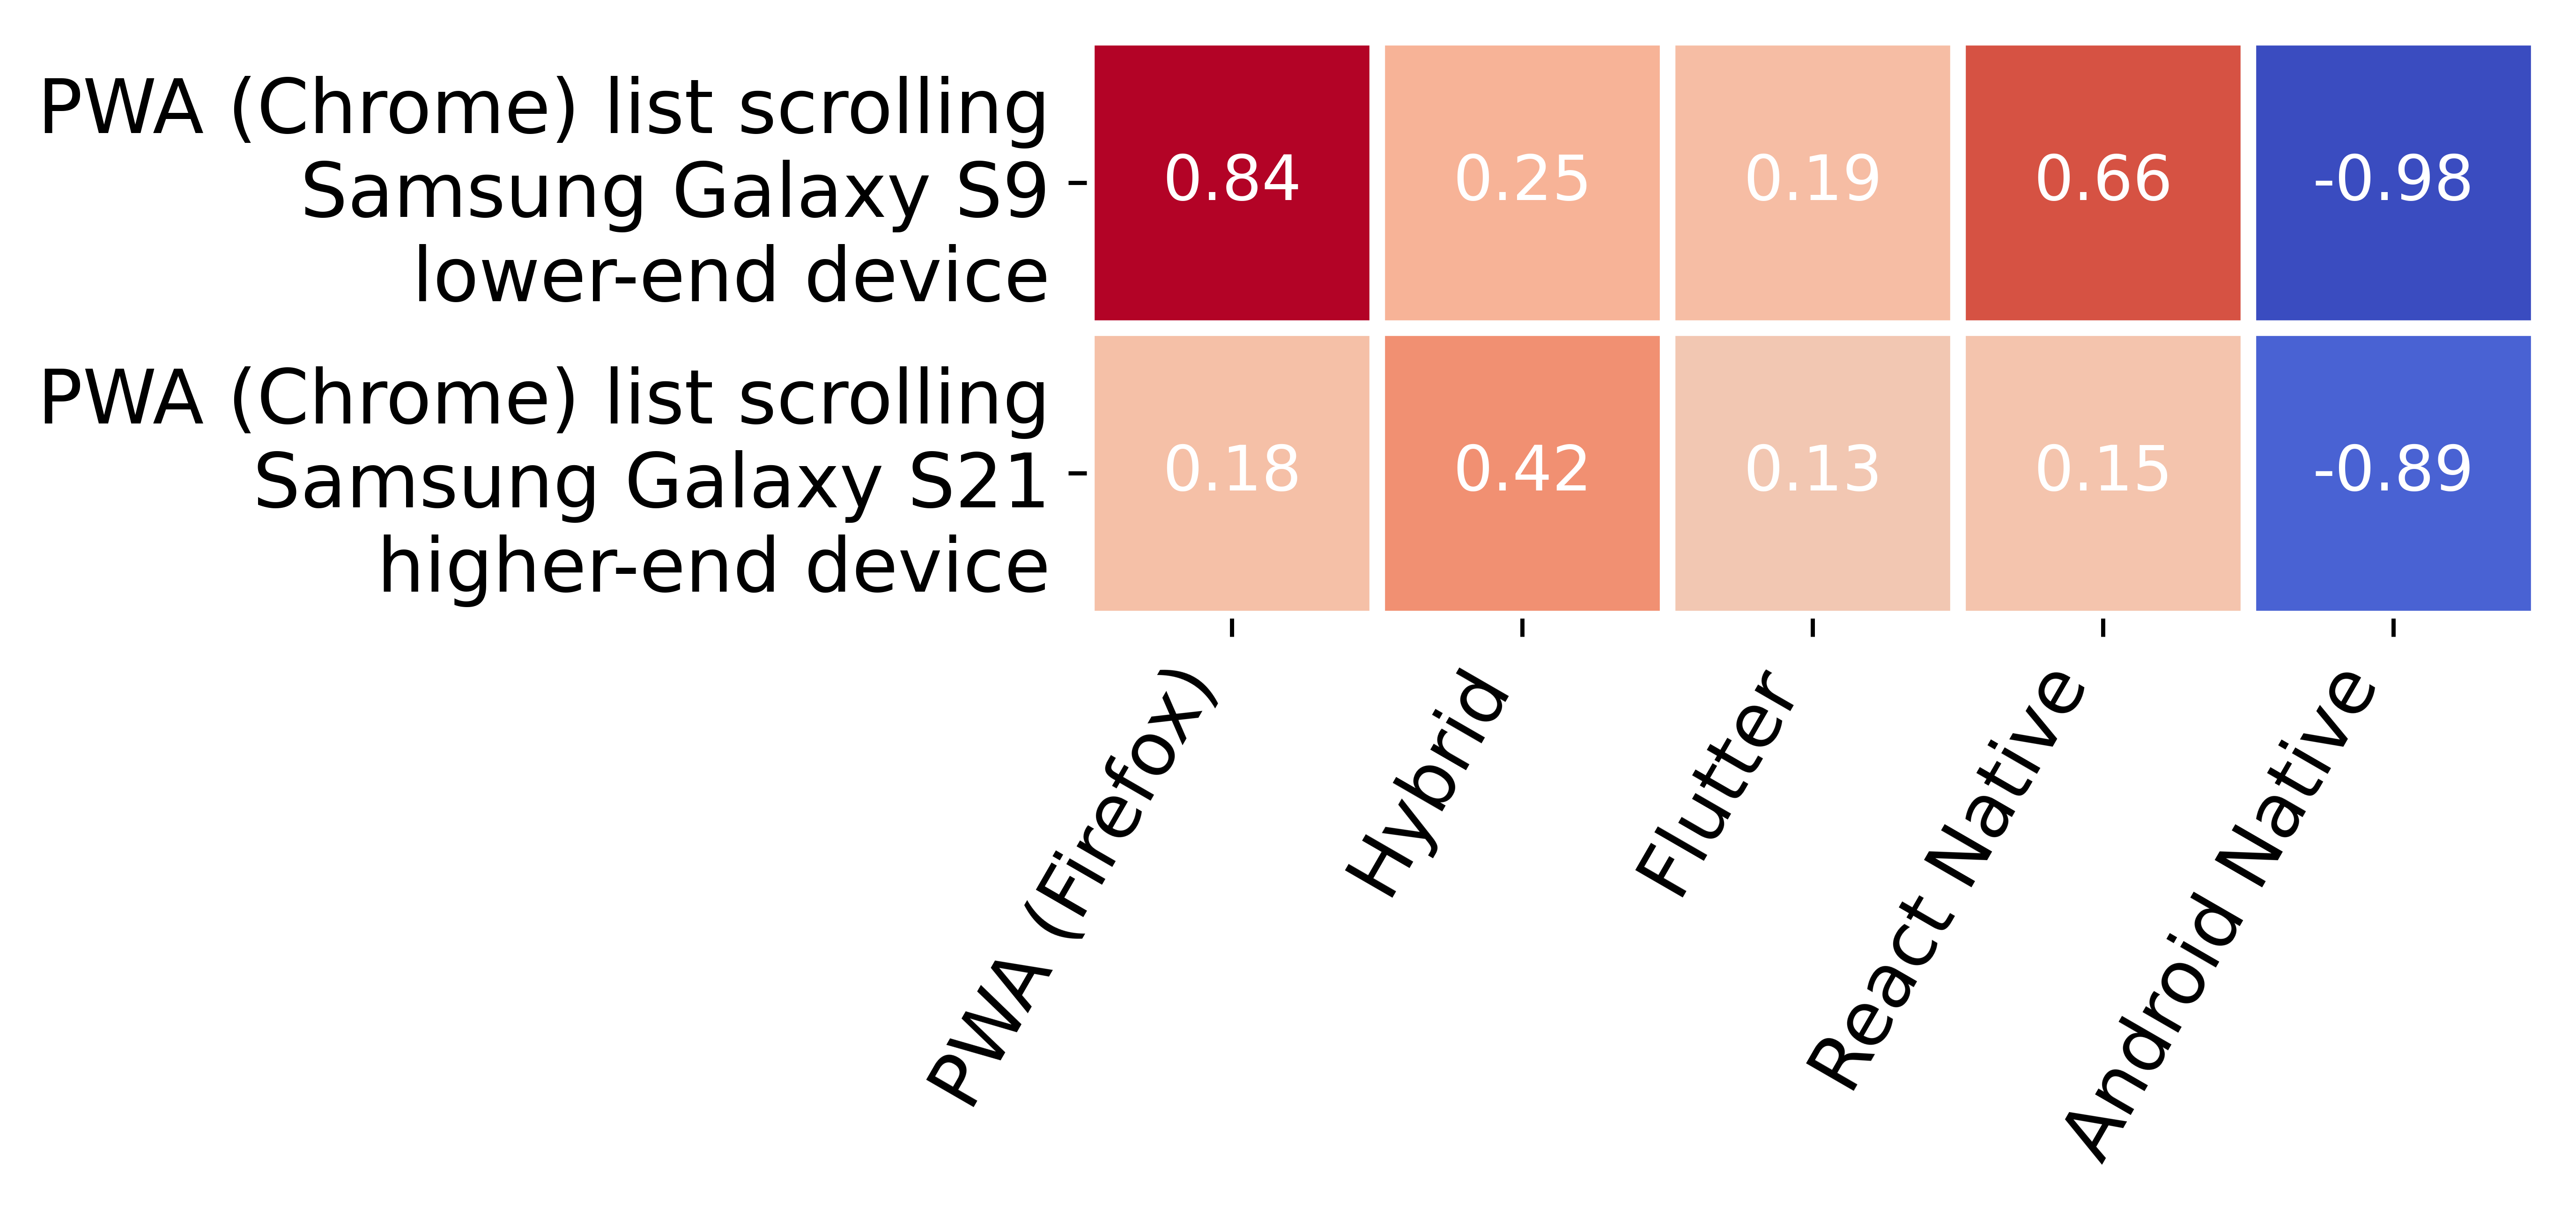 PWA (Chrome) list scrolling
Samsung Galaxy S9
lower-end device
0.84 0.25 0.19 0.66 -0.98
PWA (Chrome) list scrolling
Samsung Galaxy S21
higher-end device
0.18 0.42 0.13 0.15 -0.89
PWA (Firefox)
Hybrid
Flutter
React Native
Android Native